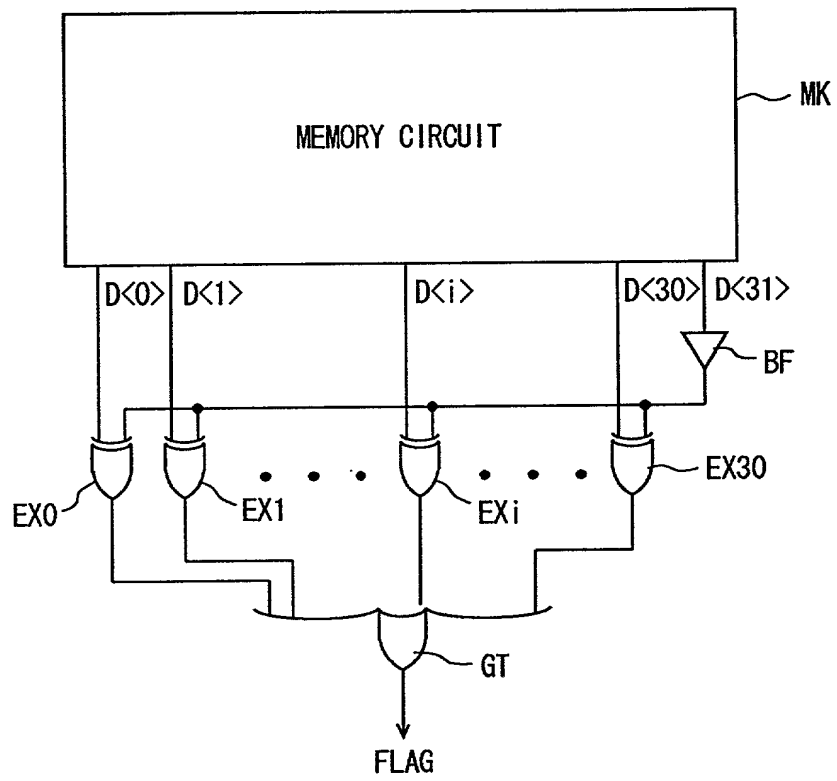 MK
MEMORY CIRCUIT
D<0>
D<1>
D<i>
D<30>
D<31>
BF
EX0
EX1
EXi
EX30
GT
FLAG